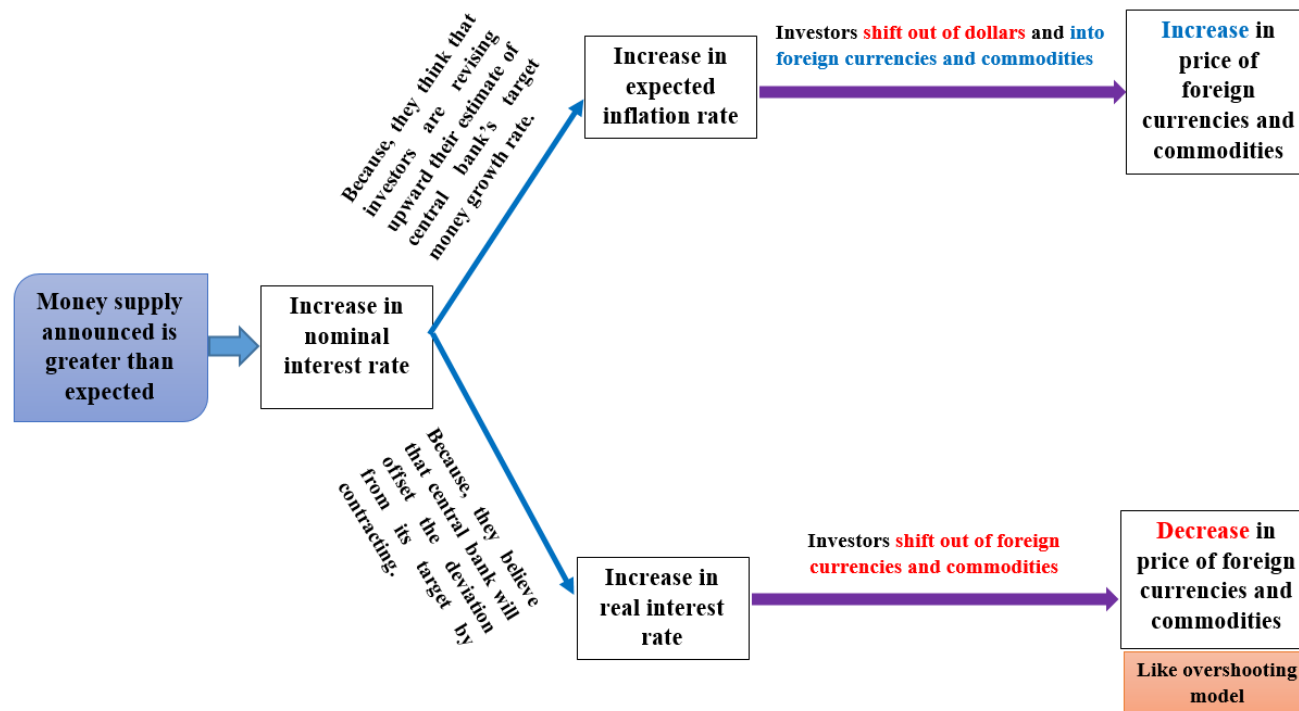 Money supply
announced is
greater than
expected
Increase in
nominal
interest rate
Because, they think that
investors are revising
upward their estimate of
central bank’s target
money growth rate.
Increase in
expected
inflation rate
Investors shift out of dollars and into
foreign currencies and commodities
Increase in
price of
foreign
currencies and
commodities
Because, they believe
that central bank will
offset the deviation
from its target by
contracting.
Increase in
real interest
rate
Investors shift out of foreign
currencies and commodities
Decrease in
price of foreign
currencies and
commodities
Like overshooting
model